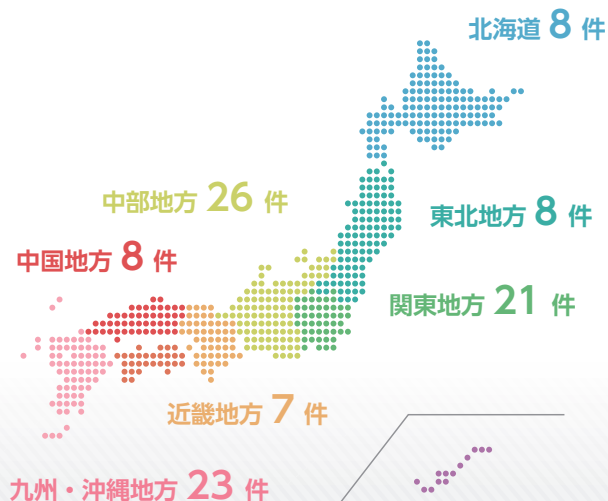 北海道 8 件
中部地方 26 件
東北地方 8 件
中国地方 8 件
関東地方 21 件
近畿地方 7 件
九州・沖縄地方 23 件